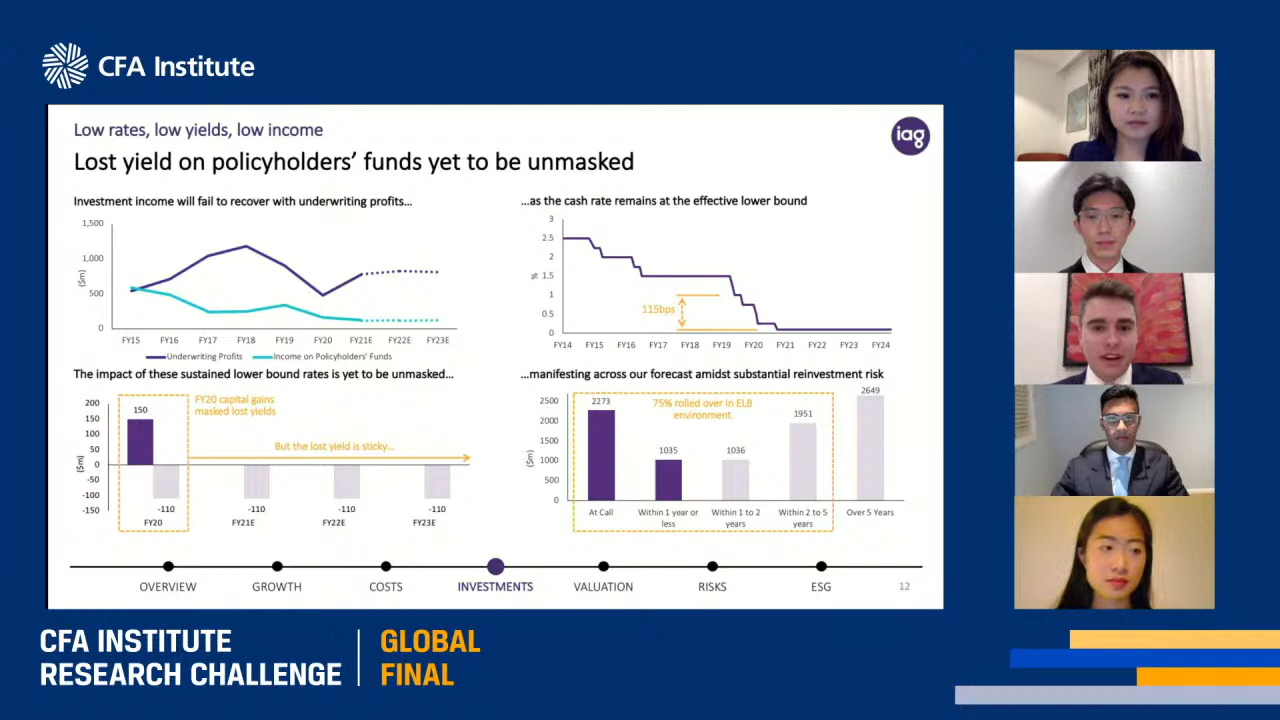 CFA Institute
Low rates, low yields, low income
iag
Lost yield on policyholders' funds yet to be unmasked
Investment income will fail to recover with underwriting profits...
1,500
1,000
500
0
($m)
FY15 FY16 FY17 FY18 FY19 FY20 FY21E FY22E FY23E
Underwriting Profits Income on Policyholders' Funds
...as the cash rate remains at the effective lower bound
3
2.5
2
1.5
1
0.5
0
%
115bps
FY14 FY15 FY16 FY17 FY18 FY19 FY20 FY21 FY22 FY23 FY24
The impact of these sustained lower bound rates is yet to be unmasked...
200
150
100
50
0
-50
-100
-150
($m)
150
FY20 capital gains
masked lost yields
But the lost yield is sticky...
-110 -110 -110 -110
FY20 FY21E FY22E FY23E
...manifesting across our forecast amidst substantial reinvestment risk
2500
2000
1500
1000
500
0
($m)
75% rolled over in ELB
environment
2273 1035 1036 1951 2649
At Call Within 1 year or Within 1 to 2 Within 2 to 5 Over 5 Years
less years years
OVERVIEW GROWTH COSTS INVESTMENTS VALUATION RISKS ESG 12
CFA INSTITUTE
RESEARCH CHALLENGE
GLOBAL
FINAL